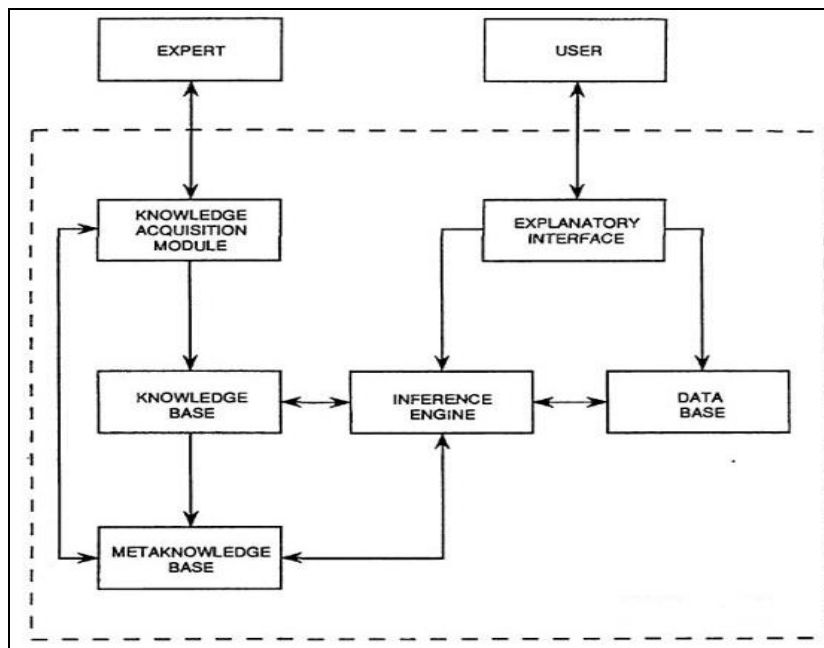 EXPERT
USER
KNOWLEDGE
ACQUISITION
MODULE
EXPLANATORY
INTERFACE
KNOWLEDGE
BASE
INFERENCE
ENGINE
DATA
BASE
METAKNOWLEDGE
BASE